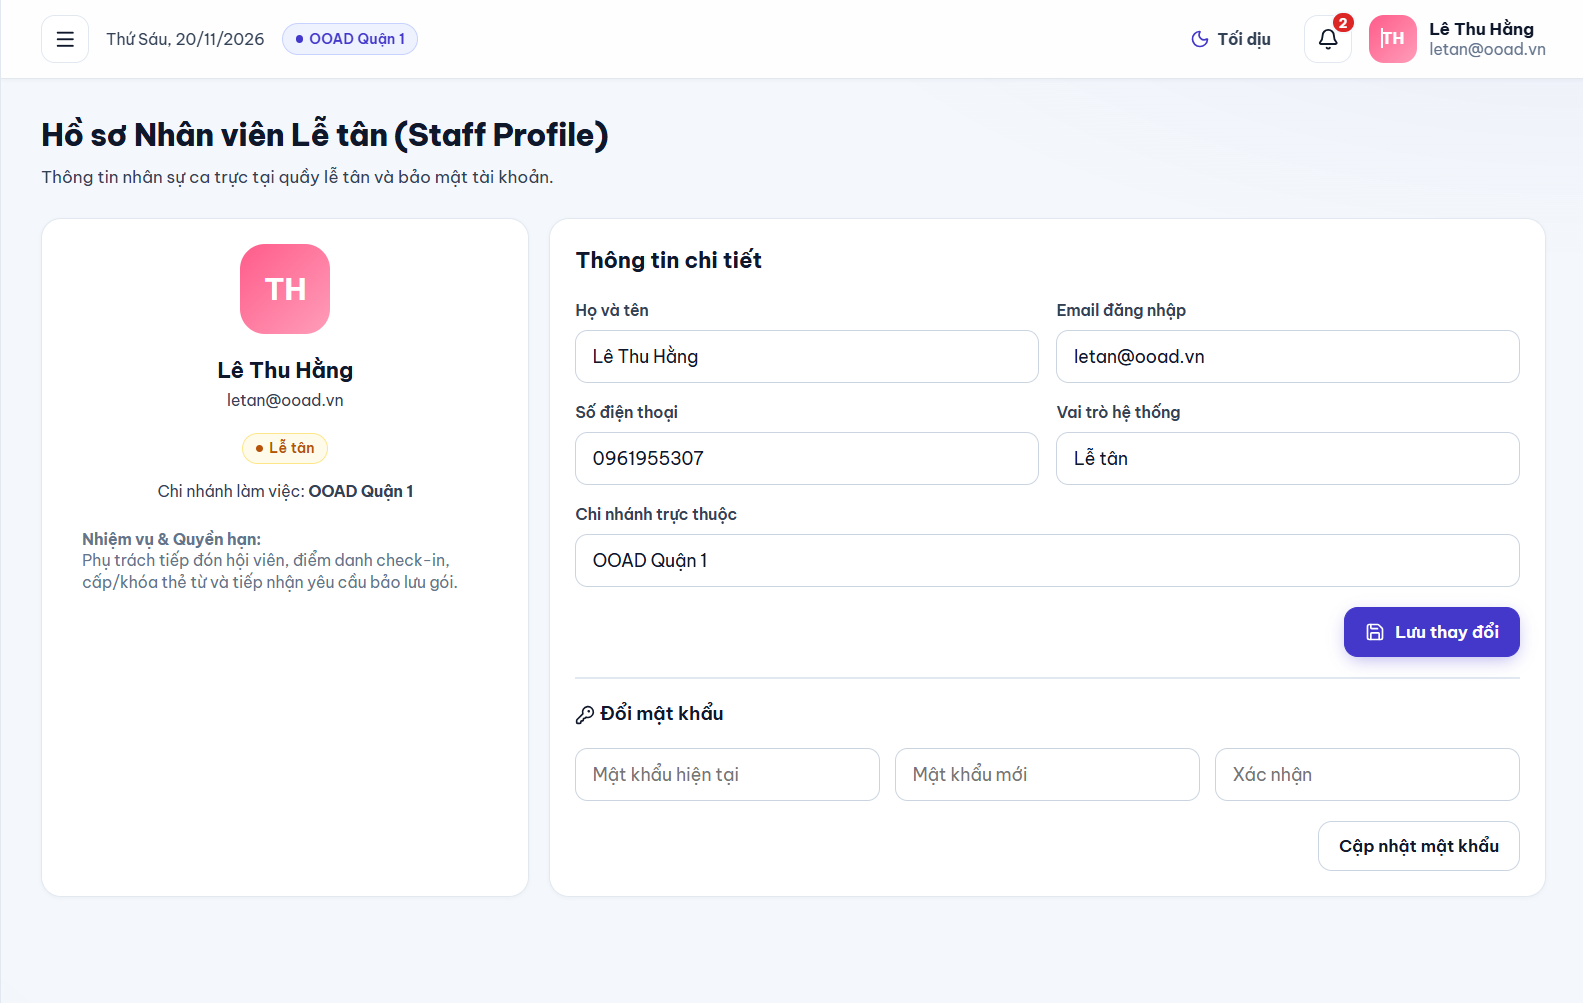 Thứ Sáu, 20/11/2026
OOAD Quận 1
Tối dịu
2
TH
Lê Thu Hằng
letan@ooad.vn
Hồ sơ Nhân viên Lễ tân (Staff Profile)
Thông tin nhân sự ca trực tại quầy lễ tân và bảo mật tài khoản.
TH
Lê Thu Hằng
letan@ooad.vn
Lễ tân
Chi nhánh làm việc: OOAD Quận 1
Nhiệm vụ & Quyền hạn:
Phụ trách tiếp đón hội viên, điểm danh check-in,
cấp/khóa thẻ từ và tiếp nhận yêu cầu bảo lưu gói.
Thông tin chi tiết
Họ và tên
Lê Thu Hằng
Email đăng nhập
letan@ooad.vn
Số điện thoại
0961955307
Vai trò hệ thống
Lễ tân
Chi nhánh trực thuộc
OOAD Quận 1
Lưu thay đổi
Đổi mật khẩu
Mật khẩu hiện tại
Mật khẩu mới
Xác nhận
Cập nhật mật khẩu